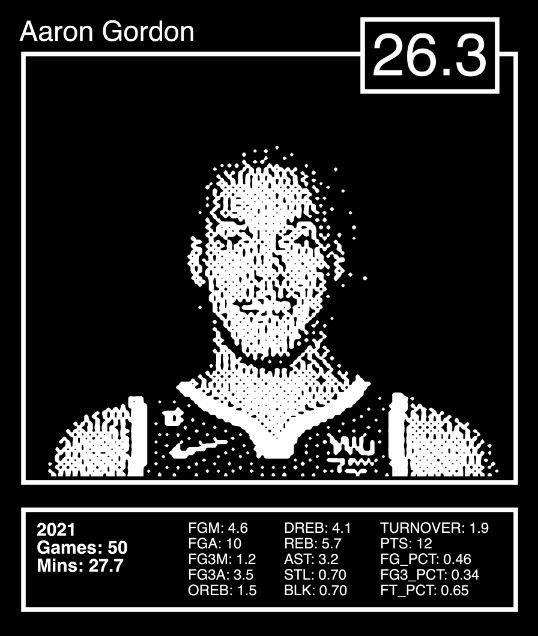 Aaron Gordon
26.3
2021
Games: 50
Mins: 27.7
FGM: 4.6
FGA: 10
FG3M: 1.2
FG3A: 3.5
OREB: 1.5
DREB: 4.1
REB: 5.7
AST: 3.2
STL: 0.70
BLK: 0.70
TURNOVER: 1.9
PTS: 12
FG_PCT: 0.46
FG3_PCT: 0.34
FT_PCT: 0.65